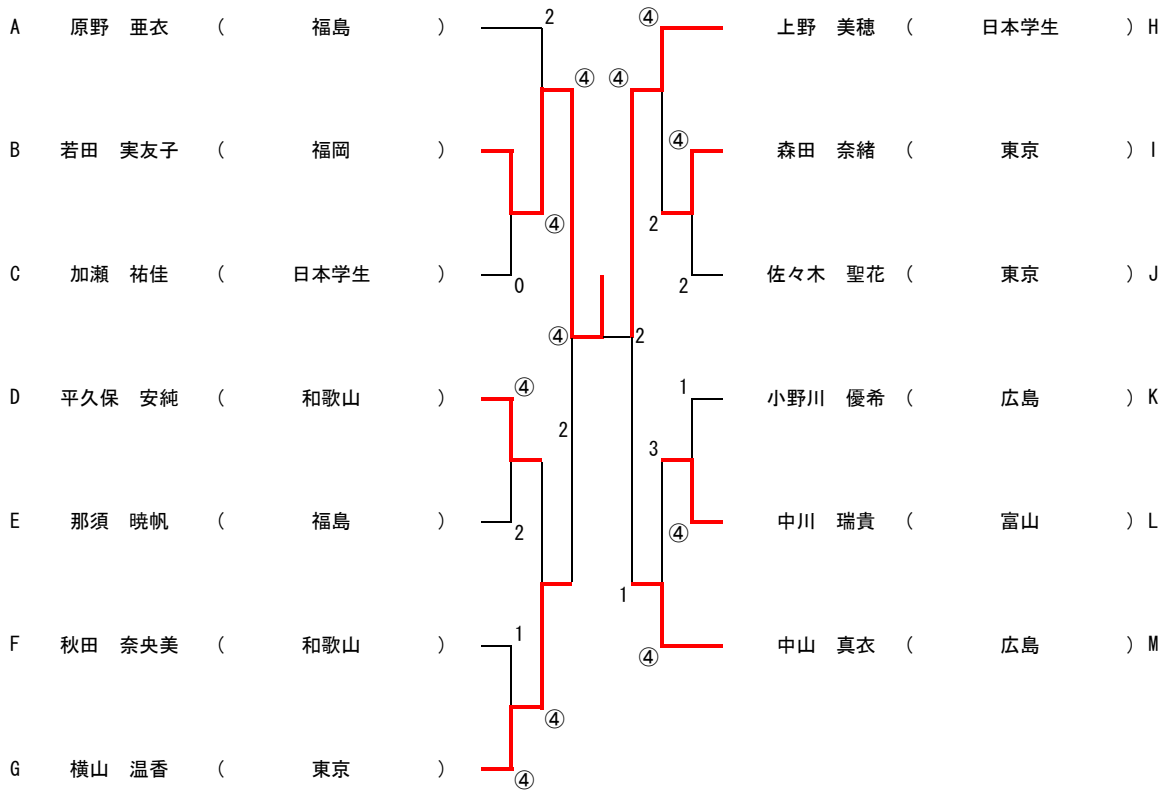 A 原野 亜衣 ( 福島 ) 2 ④ 上野 美穂 ( 日本学生 ) H
④ ④
B 若田 実友子 ( 福岡 ) ④ 森田 奈緒 ( 東京 ) I
④ 2
C 加瀬 祐佳 ( 日本学生 ) 0 2 佐々木 聖花 ( 東京 ) J
④ 2
D 平久保 安純 ( 和歌山 ) ④ 1 小野川 優希 ( 広島 ) K
2 3
E 那須 暁帆 ( 福島 ) 2 ④ 中川 瑞貴 ( 富山 ) L
1
F 秋田 奈央美 ( 和歌山 ) 1 ④ 中山 真衣 ( 広島 ) M
④
G 横山 温香 ( 東京 ) ④